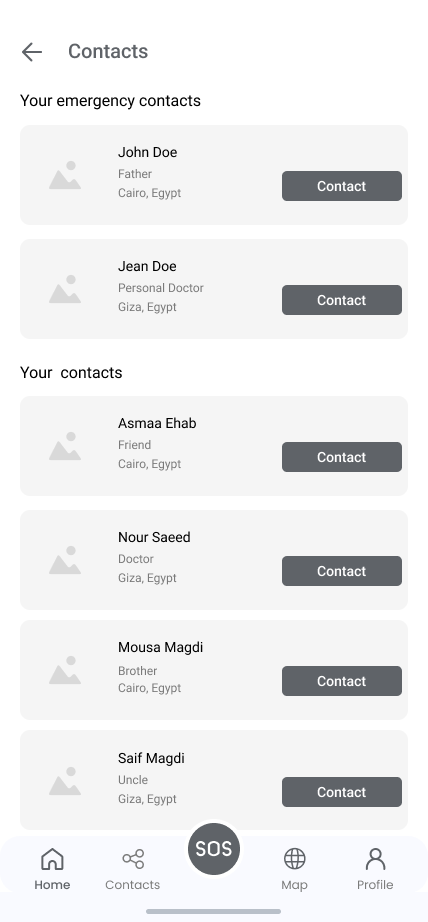 Contacts
Your emergency contacts
John Doe
Father
Cairo, Egypt
Contact
Jean Doe
Personal Doctor
Giza, Egypt
Contact
Your contacts
Asmaa Ehab
Friend
Cairo, Egypt
Contact
Nour Saeed
Doctor
Giza, Egypt
Contact
Mousa Magdi
Brother
Cairo, Egypt
Contact
Saif Magdi
Uncle
Giza, Egypt
Contact
SOS
Home Contacts Map Profile